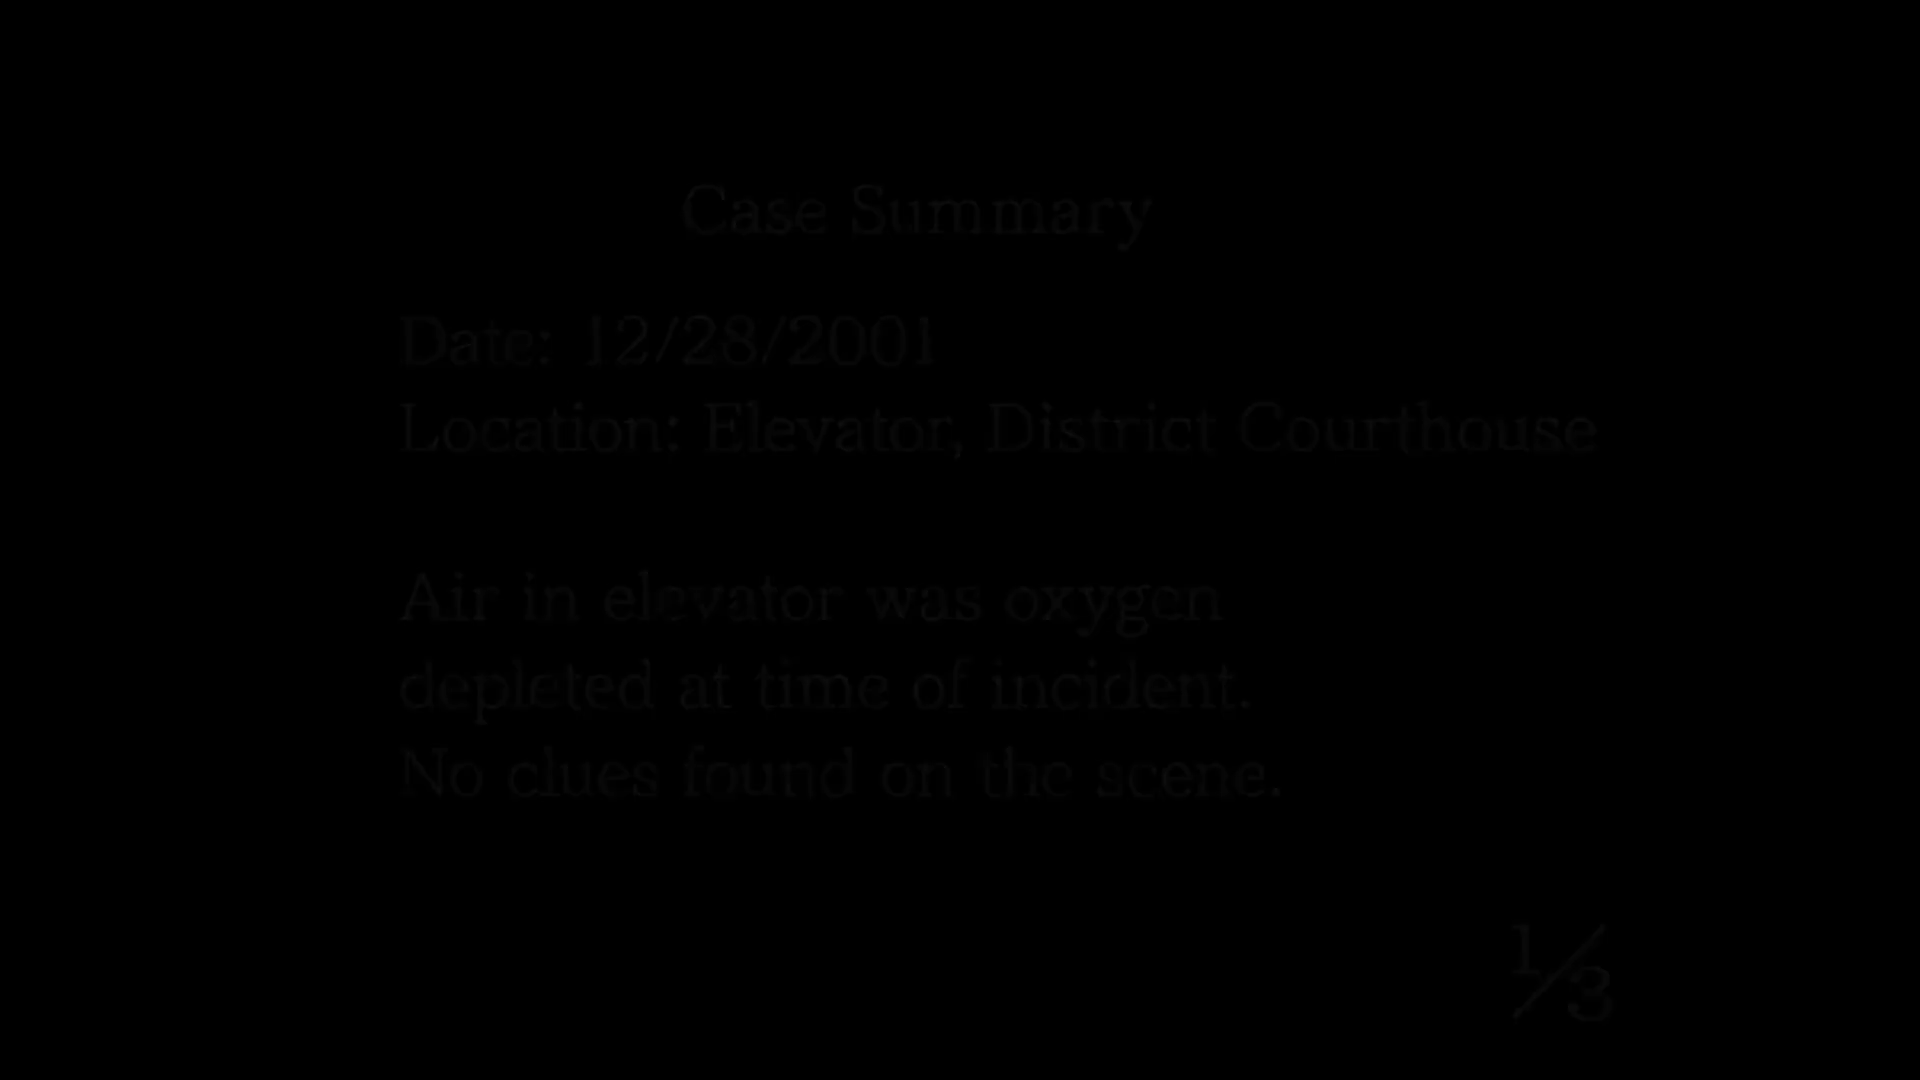 Case Summary
Date: 12/28/2001
Location: Elevator, District Courthouse
Air in elevator was oxygen
depleted at time of incident.
No clues found on the scene.
1/3